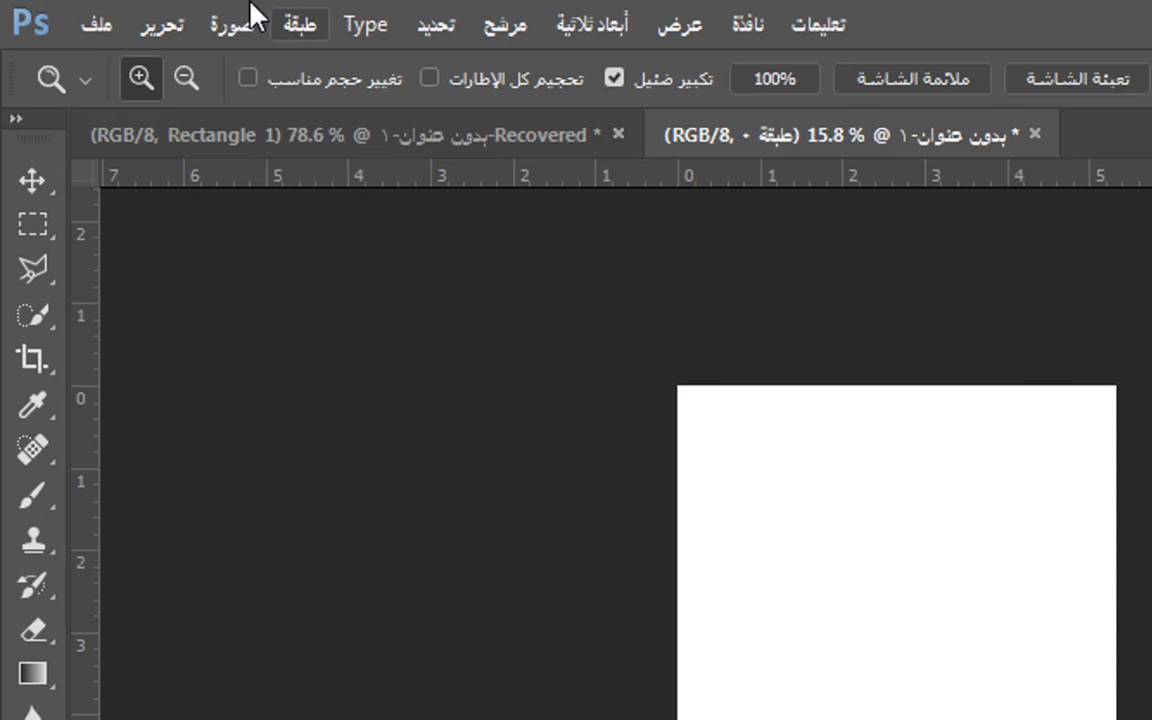 Ps ملف تحرير صورة طبقة Type تحديد مرشح أبعاد ثلاثية عرض نافذة تعليمات
تغيير حجم مناسب تحجيم كل الإطارات تكبير ضئيل 100% ملائمة الشاشة تعبئة الشاشة
بدون عنوان-١ @ 78.6% (RGB/8, Rectangle 1)-Recovered * بدون عنوان-١ @ 15.8% (طبقة ٠, RGB/8) *
7 6 5 4 3 2 1 0 1 2 3 4 5
2
1
0
1
2
3